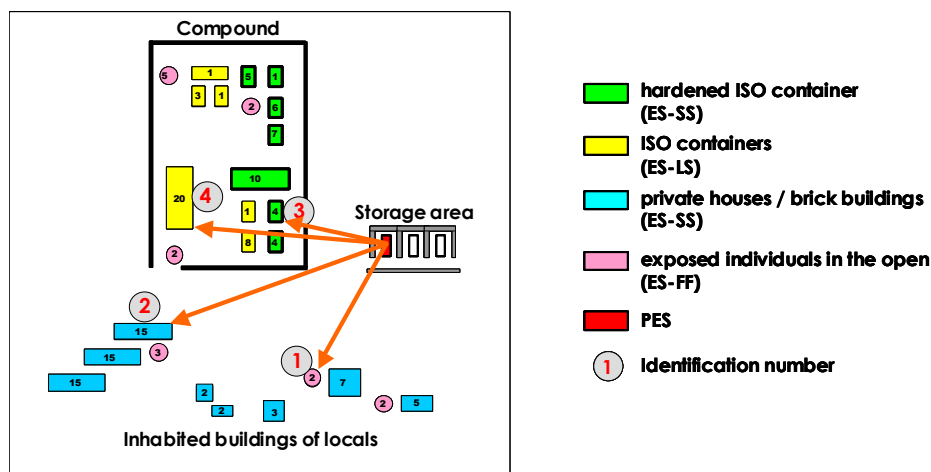 Compound
5
1
5
1
3
1
2
6
7
10
20
4
1
4
3
8
4
2
Storage area
2
15
3
15
15
1
2
7
2
2
3
2
5
Inhabited buildings of locals
hardened ISO container
(ES-SS)
ISO containers
(ES-LS)
private houses / brick buildings
(ES-SS)
exposed individuals in the open
(ES-FF)
PES
1
Identification number